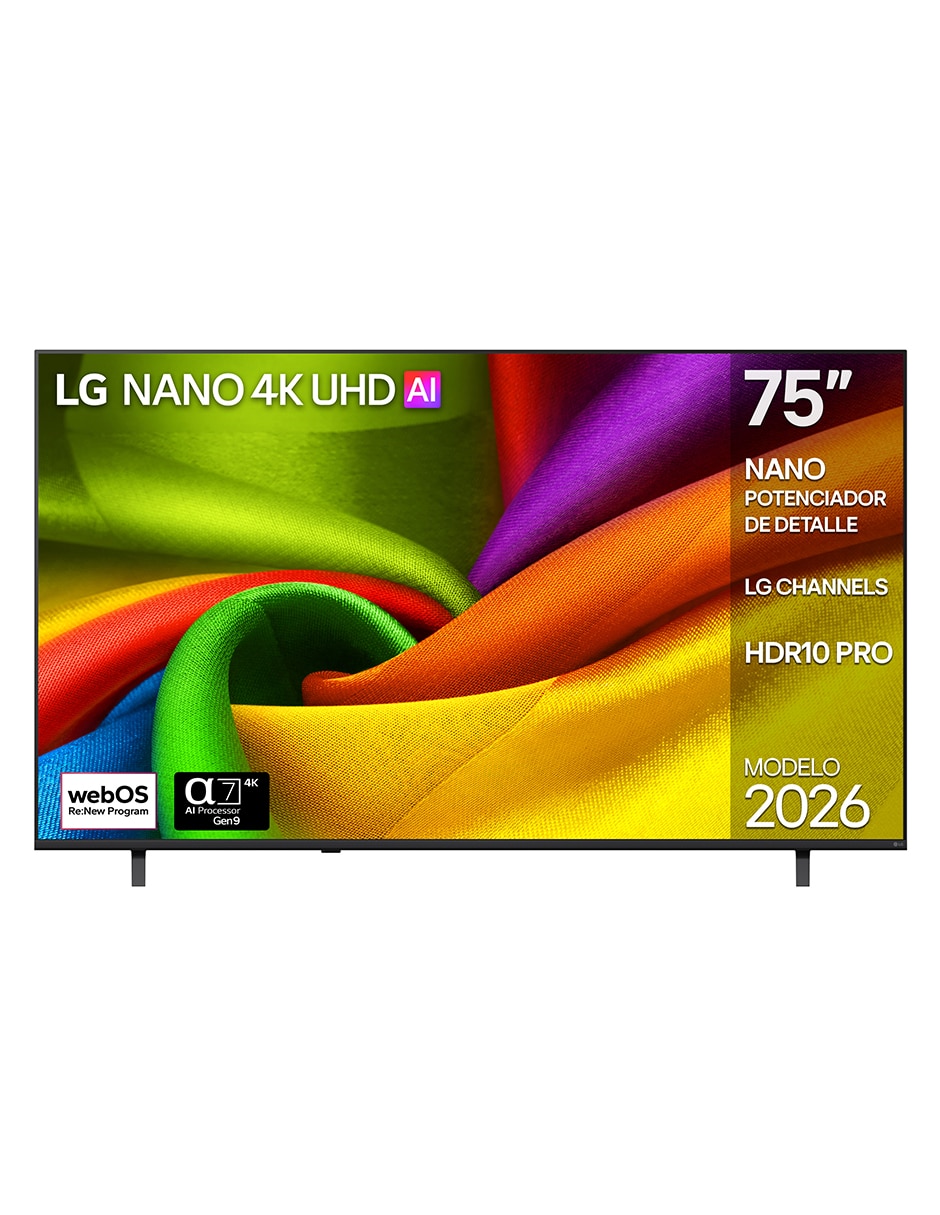 LG NANO 4K UHD AI
75"
NANO
POTENCIADOR
DE DETALLE
LG CHANNELS
HDR10 PRO
MODELO
2026
webOS
Re:New Program
α7 4K
AI Processor
Gen9
LG